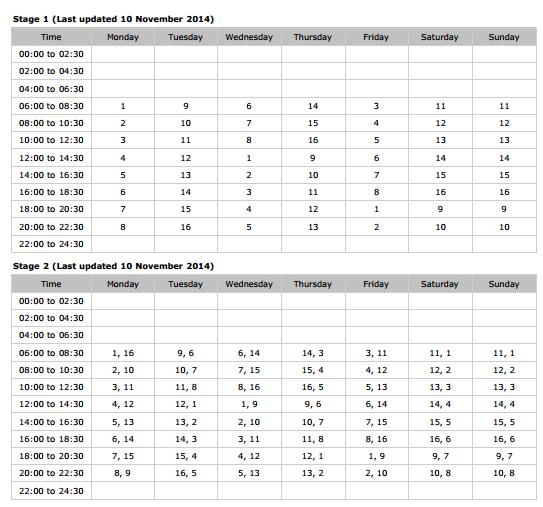 Stage 1 (Last updated 10 November 2014)
Time Monday Tuesday Wednesday Thursday Friday Saturday Sunday
00:00 to 02:30
02:00 to 04:30
04:00 to 06:30
06:00 to 08:30 1 9 6 14 3 11 11
08:00 to 10:30 2 10 7 15 4 12 12
10:00 to 12:30 3 11 8 16 5 13 13
12:00 to 14:30 4 12 1 9 6 14 14
14:00 to 16:30 5 13 2 10 7 15 15
16:00 to 18:30 6 14 3 11 8 16 16
18:00 to 20:30 7 15 4 12 1 9 9
20:00 to 22:30 8 16 5 13 2 10 10
22:00 to 24:30
Stage 2 (Last updated 10 November 2014)
Time Monday Tuesday Wednesday Thursday Friday Saturday Sunday
00:00 to 02:30
02:00 to 04:30
04:00 to 06:30
06:00 to 08:30 1, 16 9, 6 6, 14 14, 3 3, 11 11, 1 11, 1
08:00 to 10:30 2, 10 10, 7 7, 15 15, 4 4, 12 12, 2 12, 2
10:00 to 12:30 3, 11 11, 8 8, 16 16, 5 5, 13 13, 3 13, 3
12:00 to 14:30 4, 12 12, 1 1, 9 9, 6 6, 14 14, 4 14, 4
14:00 to 16:30 5, 13 13, 2 2, 10 10, 7 7, 15 15, 5 15, 5
16:00 to 18:30 6, 14 14, 3 3, 11 11, 8 8, 16 16, 6 16, 6
18:00 to 20:30 7, 15 15, 4 4, 12 12, 1 1, 9 9, 7 9, 7
20:00 to 22:30 8, 9 16, 5 5, 13 13, 2 2, 10 10, 8 10, 8
22:00 to 24:30